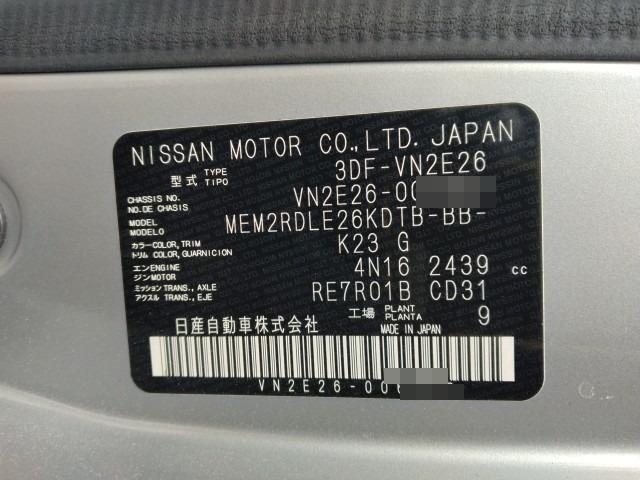 NISSAN MOTOR CO.,LTD. JAPAN
型式 TYPE TIPO 3DF-VN2E26
CHASSIS NO. NO.DE CHASIS VN2E26-00
MODEL MODELO MEM2RDLE26KDTB-BB-
カラー COLOR, TRIM トリム COLOR, GUARNICION K23 G
エンジン ENGINE MOTOR 4N16 2439 cc
ミッション TRANS., AXLE アクスル TRANS., EJE RE7R01B CD31
工場 PLANT PLANTA 9
日産自動車株式会社 MADE IN JAPAN
VN2E26-006